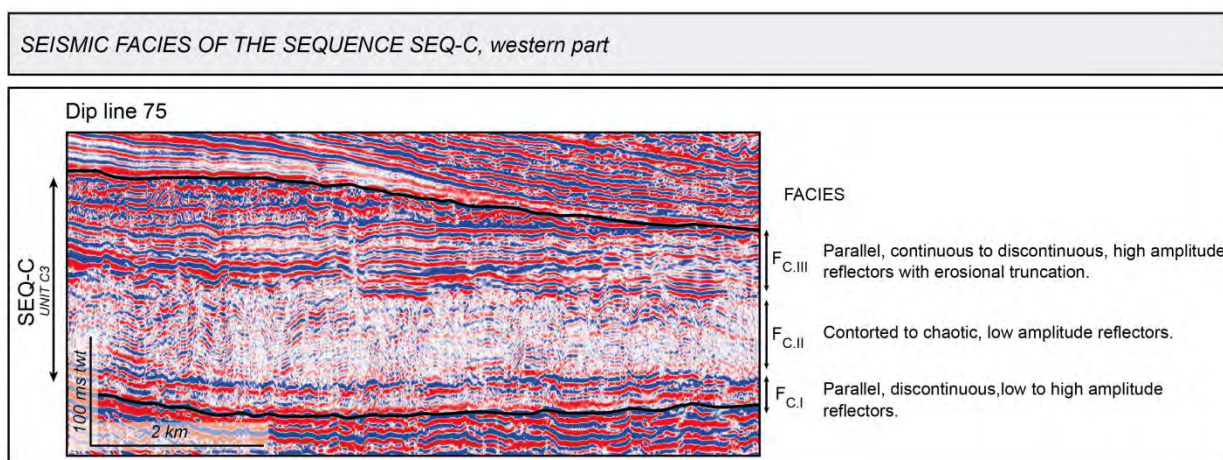 SEISMIC FACIES OF THE SEQUENCE SEQ-C, western part
Dip line 75
SEQ-C
UNIT C3
100 ms twt
2 km
FACIES
F C.III
Parallel, continuous to discontinuous, high amplitude
reflectors with erosional truncation.
F C.II
Contorted to chaotic, low amplitude reflectors.
F C.I
Parallel, discontinuous,low to high amplitude
reflectors.